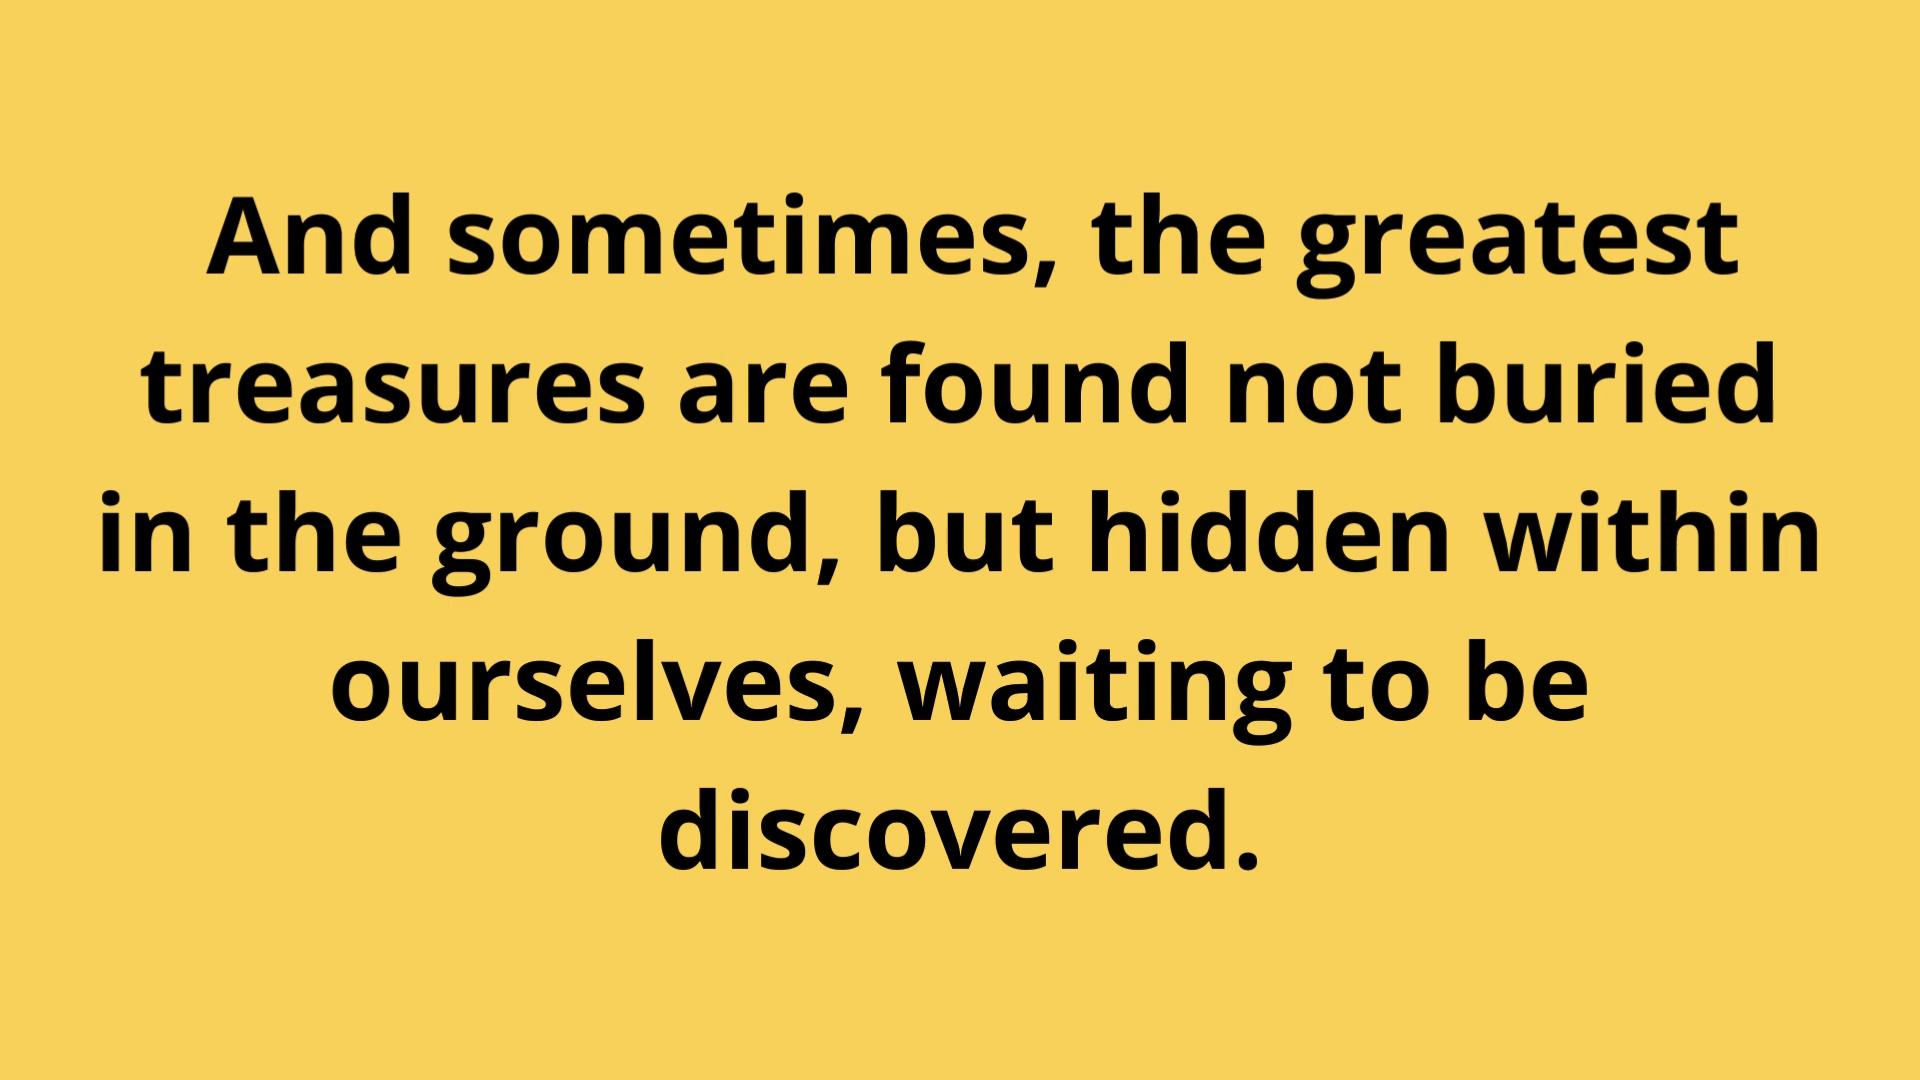 And sometimes, the greatest
treasures are found not buried
in the ground, but hidden within
ourselves, waiting to be
discovered.